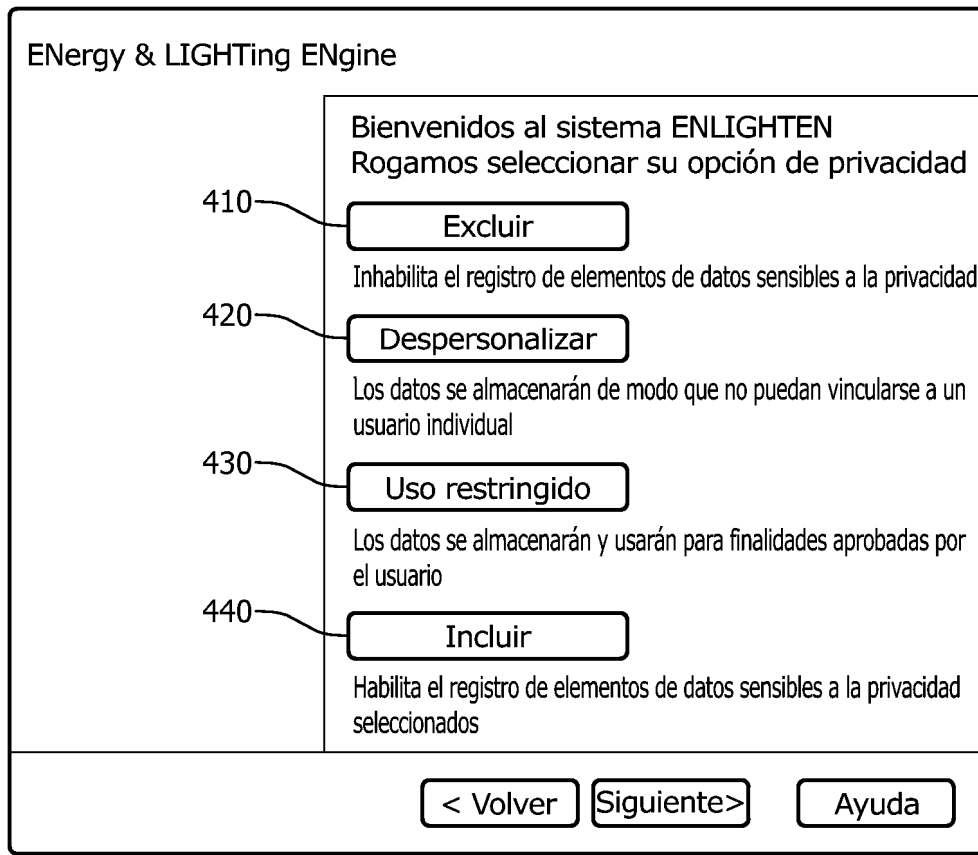 ENergy & LIGHTing ENgine
Bienvenidos al sistema ENLIGHTEN
Rogamos seleccionar su opción de privacidad
410
Excluir
Inhabilita el registro de elementos de datos sensibles a la privacidad
420
Despersonalizar
Los datos se almacenarán de modo que no puedan vincularse a un
usuario individual
430
Uso restringido
Los datos se almacenarán y usarán para finalidades aprobadas por
el usuario
440
Incluir
Habilita el registro de elementos de datos sensibles a la privacidad
seleccionados
< Volver Siguiente> Ayuda